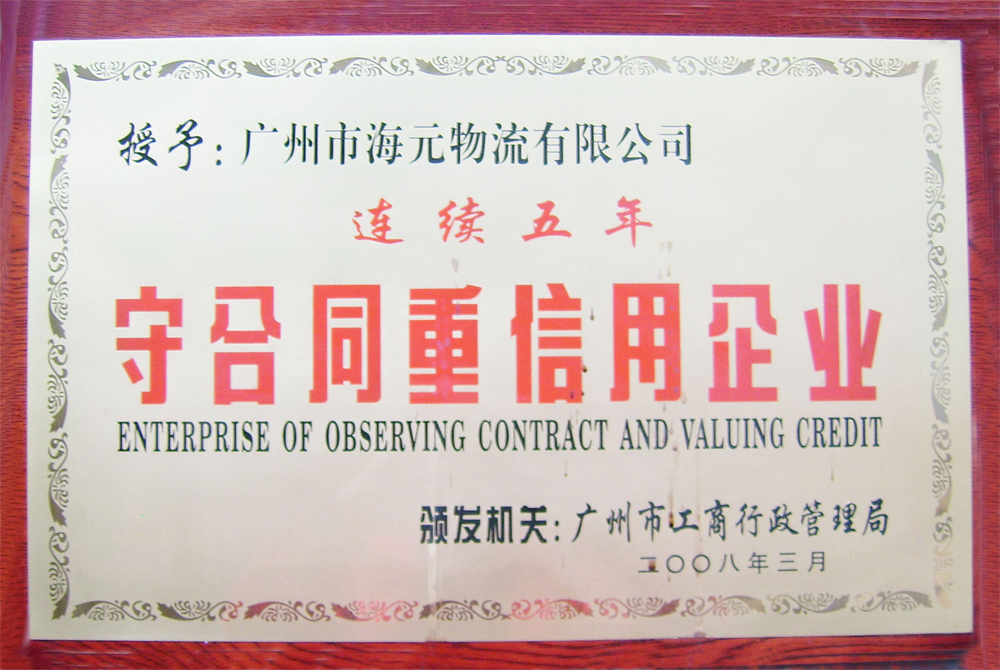 授予：广州市海元物流有限公司
连续五年
守合同重信用企业
ENTERPRISE OF OBSERVING CONTRACT AND VALUING CREDIT
颁发机关：广州市工商行政管理局
二〇〇八年三月